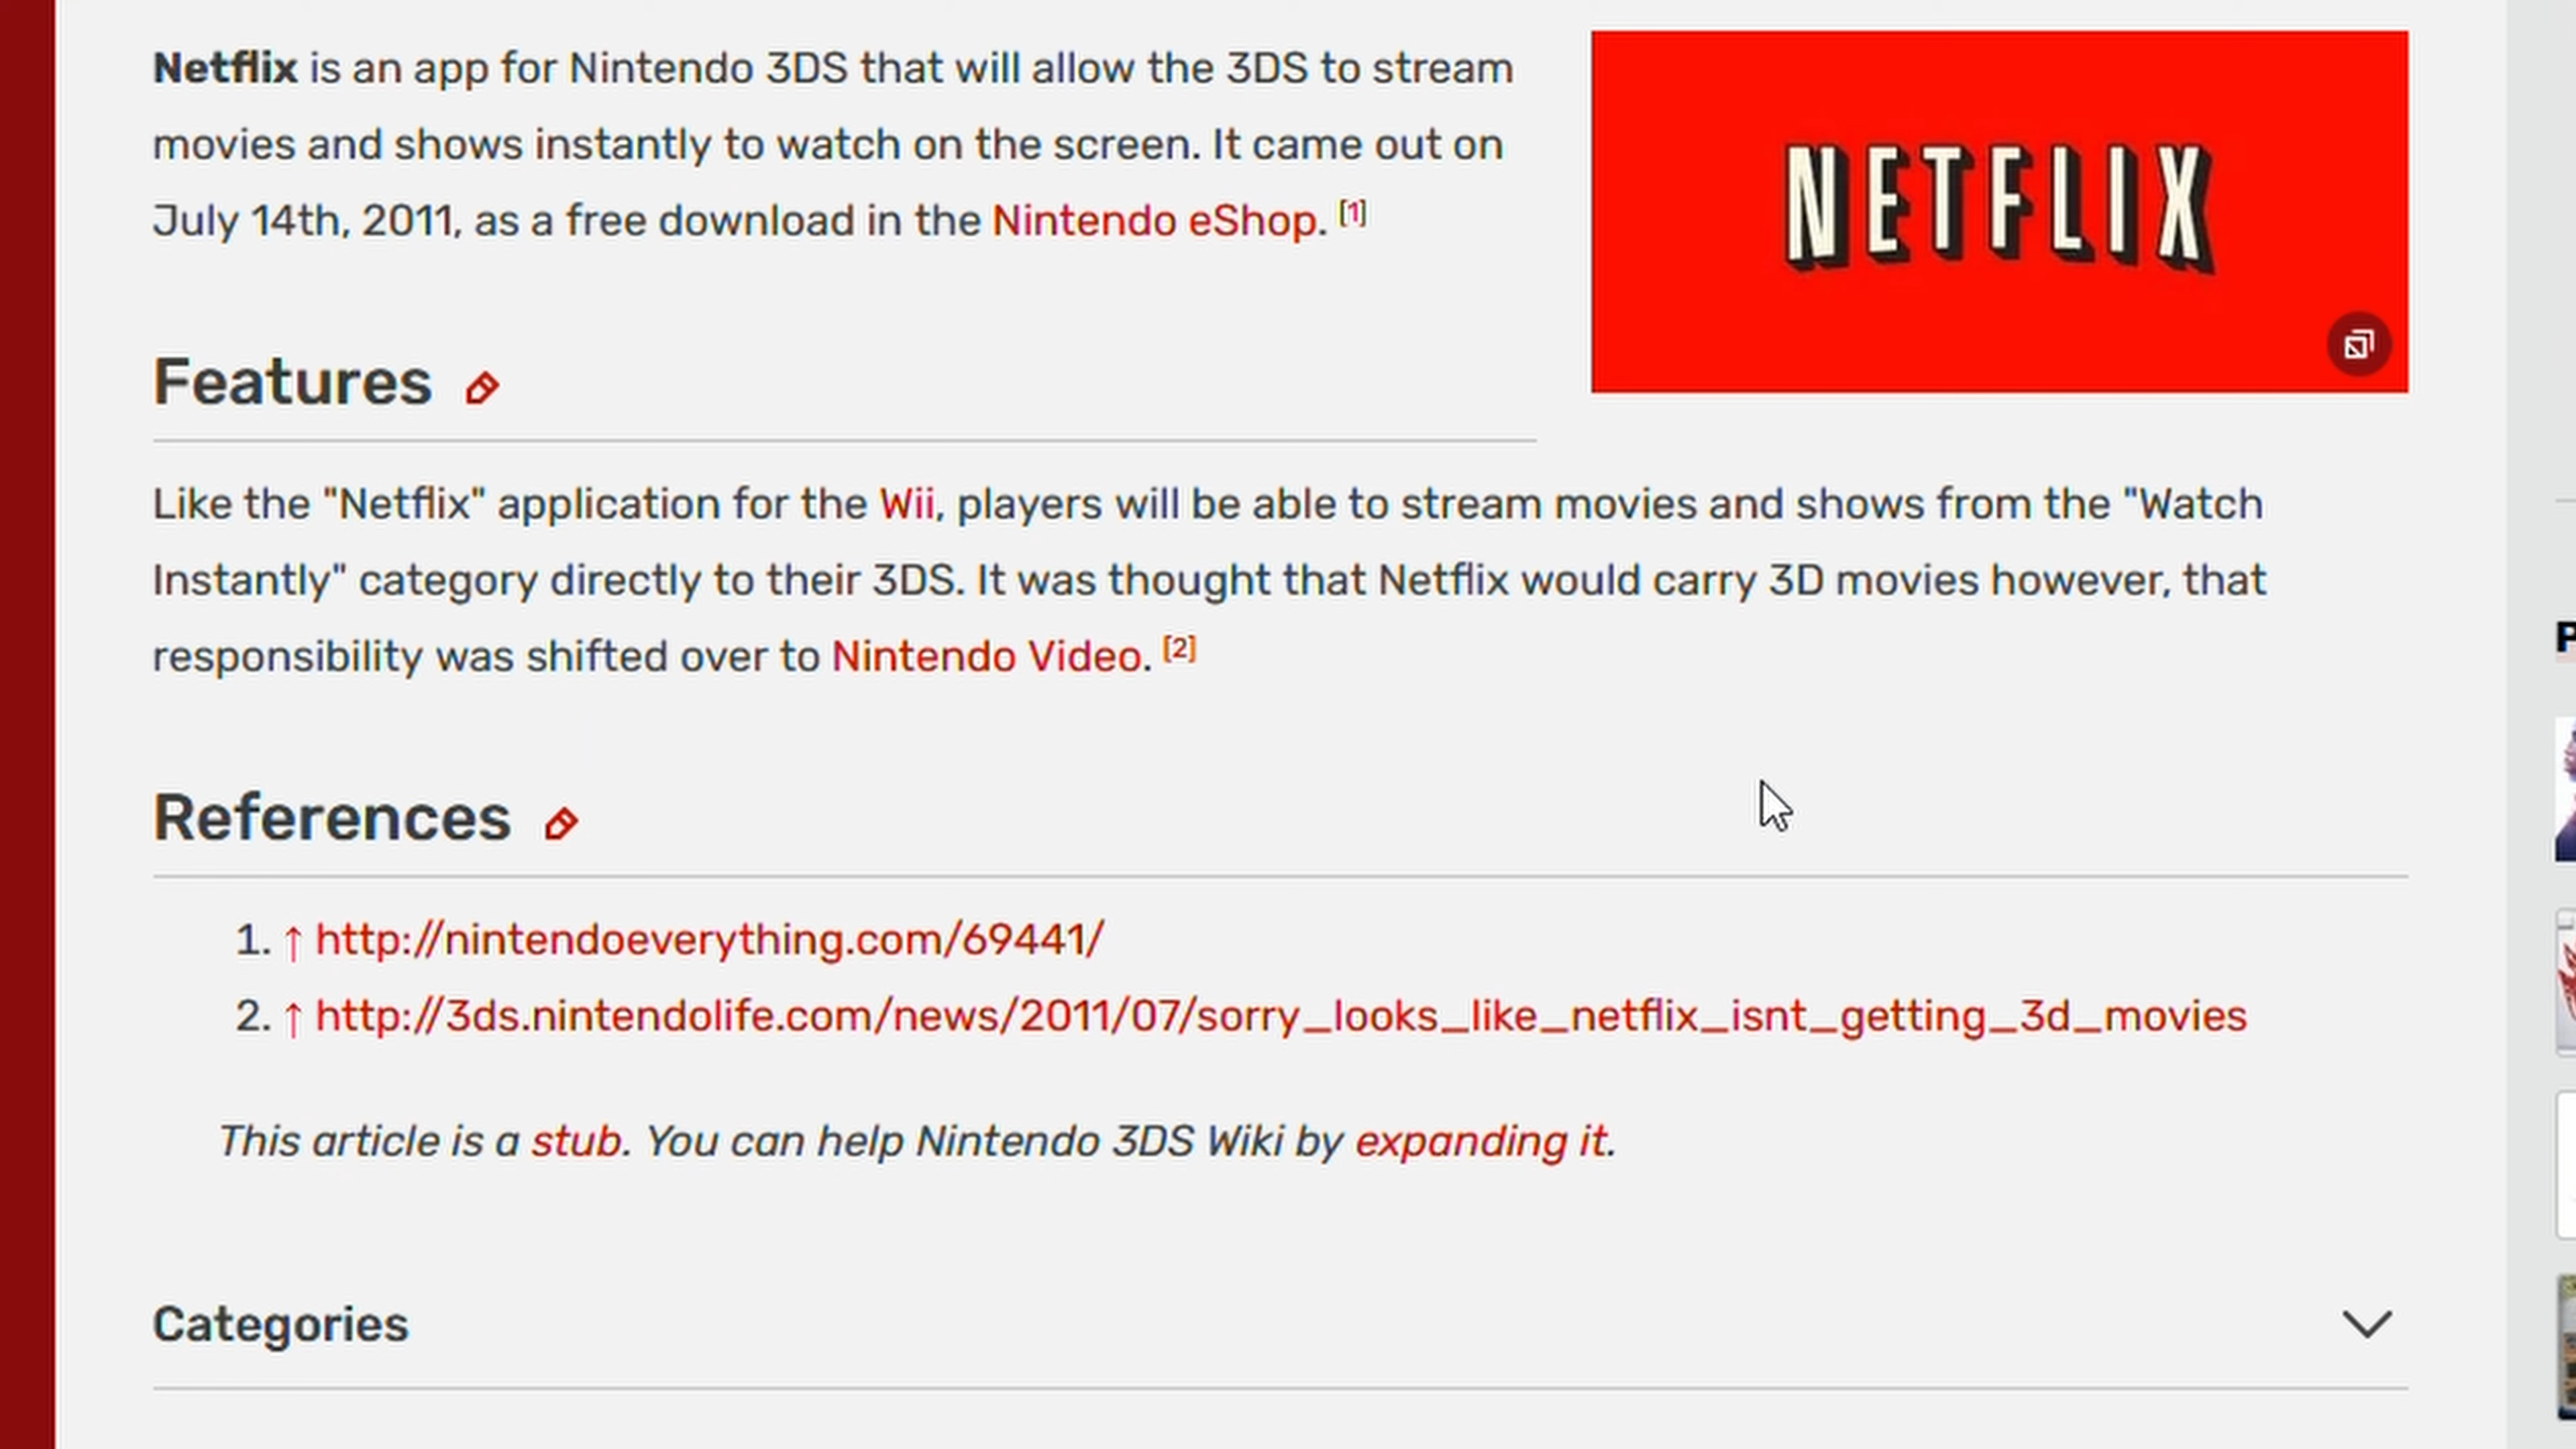 Netflix is an app for Nintendo 3DS that will allow the 3DS to stream
movies and shows instantly to watch on the screen. It came out on
July 14th, 2011, as a free download in the Nintendo eShop. [1]
NETFLIX
Features
Like the "Netflix" application for the Wii, players will be able to stream movies and shows from the "Watch
Instantly" category directly to their 3DS. It was thought that Netflix would carry 3D movies however, that
responsibility was shifted over to Nintendo Video. [2]
References
1. ↑ http://nintendoeverything.com/69441/
2. ↑ http://3ds.nintendolife.com/news/2011/07/sorry_looks_like_netflix_isnt_getting_3d_movies
This article is a stub. You can help Nintendo 3DS Wiki by expanding it.
Categories